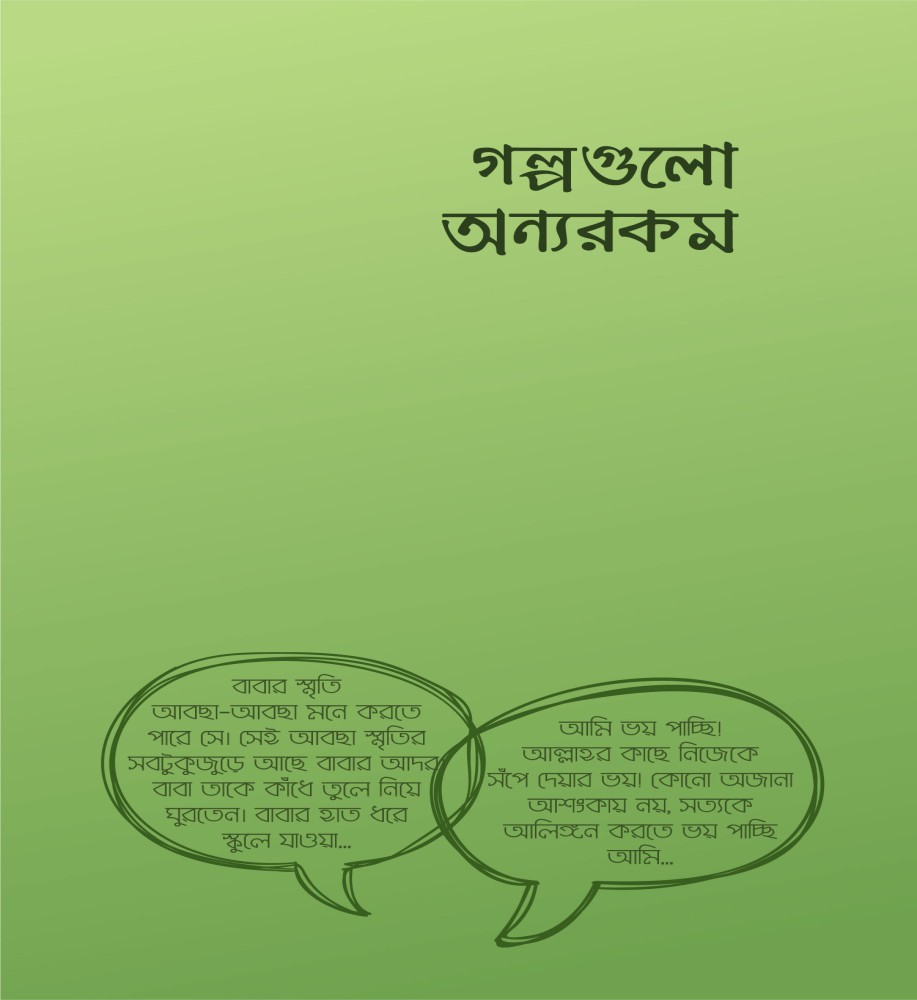 গল্পগুলো
অন্যরকম
বাবার স্মৃতি
আবছা-আবছা মনে করতে
পারে সে। সেই আবছা স্মৃতির
সবটুকুজুড়ে আছে বাবার আদর
বাবা তাকে কাঁধে তুলে নিয়ে
ঘুরতেন। বাবার হাত ধরে
স্কুলে যাওয়া...
আমি ভয় পাচ্ছি!
আল্লাহর কাছে নিজেকে
সঁপে দেয়ার ভয়! কোনো অজানা
আশংকায় নয়, সত্যকে
আলিঙ্গন করতে ভয় পাচ্ছি
আমি...